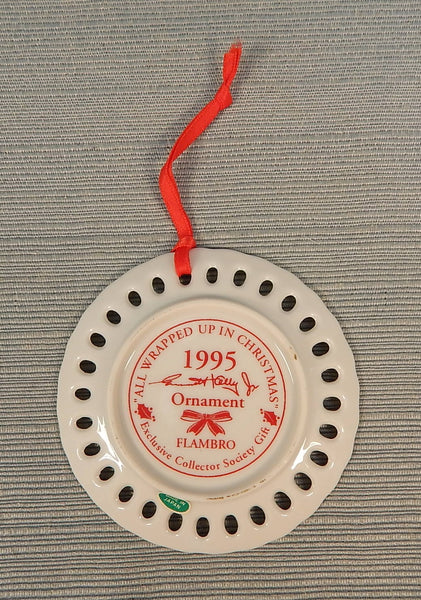 "ALL WRAPPED UP IN CHRISTMAS"
1995
Ornament
FLAMBRO
Exclusive Collector Society Gift
JAPAN